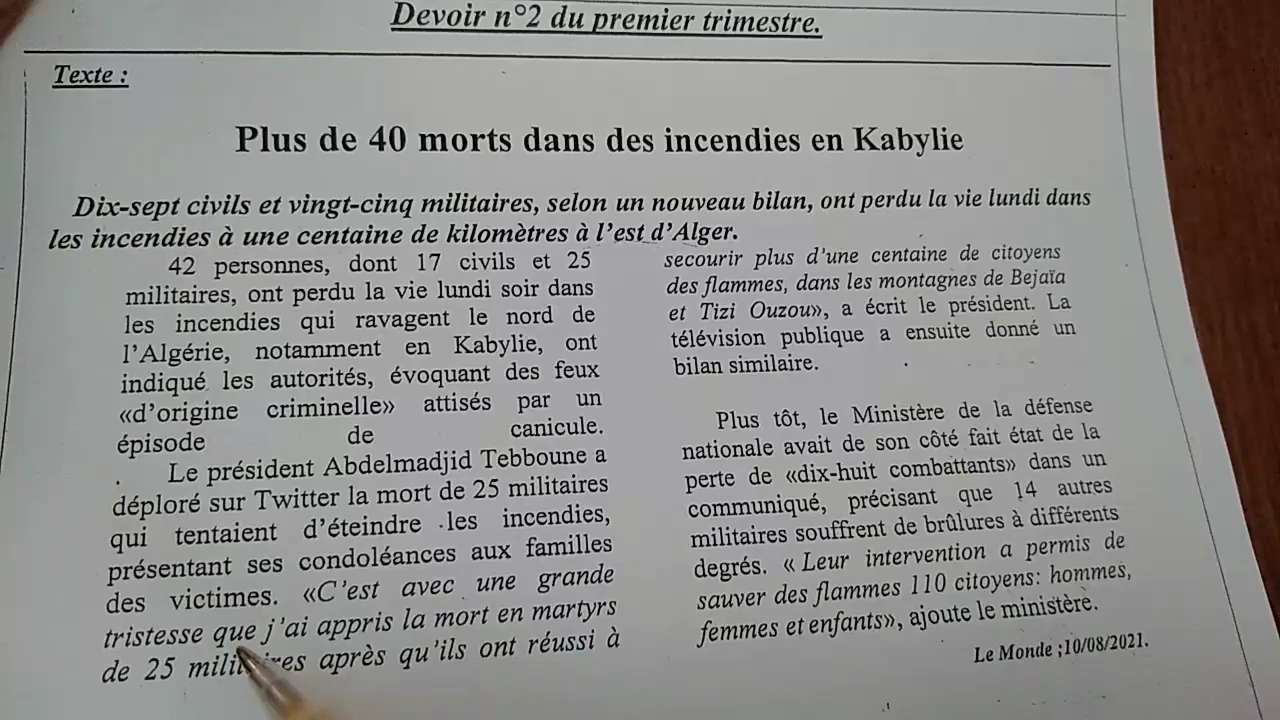 Devoir n°2 du premier trimestre.
Texte :
Plus de 40 morts dans des incendies en Kabylie
Dix-sept civils et vingt-cinq militaires, selon un nouveau bilan, ont perdu la vie lundi dans
les incendies à une centaine de kilomètres à l'est d'Alger.
42 personnes, dont 17 civils et 25
militaires, ont perdu la vie lundi soir dans
les incendies qui ravagent le nord de
l'Algérie, notamment en Kabylie, ont
indiqué les autorités, évoquant des feux
«d'origine criminelle» attisés par un
épisode de canicule.
Le président Abdelmadjid Tebboune a
déploré sur Twitter la mort de 25 militaires
qui tentaient d'éteindre les incendies,
présentant ses condoléances aux familles
des victimes. «C'est avec une grande
tristesse que j'ai appris la mort en martyrs
de 25 militaires après qu'ils ont réussi à
secourir plus d'une centaine de citoyens
des flammes, dans les montagnes de Bejaïa
et Tizi Ouzou», a écrit le président. La
télévision publique a ensuite donné un
bilan similaire.
Plus tôt, le Ministère de la défense
nationale avait de son côté fait état de la
perte de «dix-huit combattants» dans un
communiqué, précisant que 14 autres
militaires souffrent de brûlures à différents
degrés. « Leur intervention a permis de
sauver des flammes 110 citoyens: hommes,
femmes et enfants», ajoute le ministère.
Le Monde ;10/08/2021.